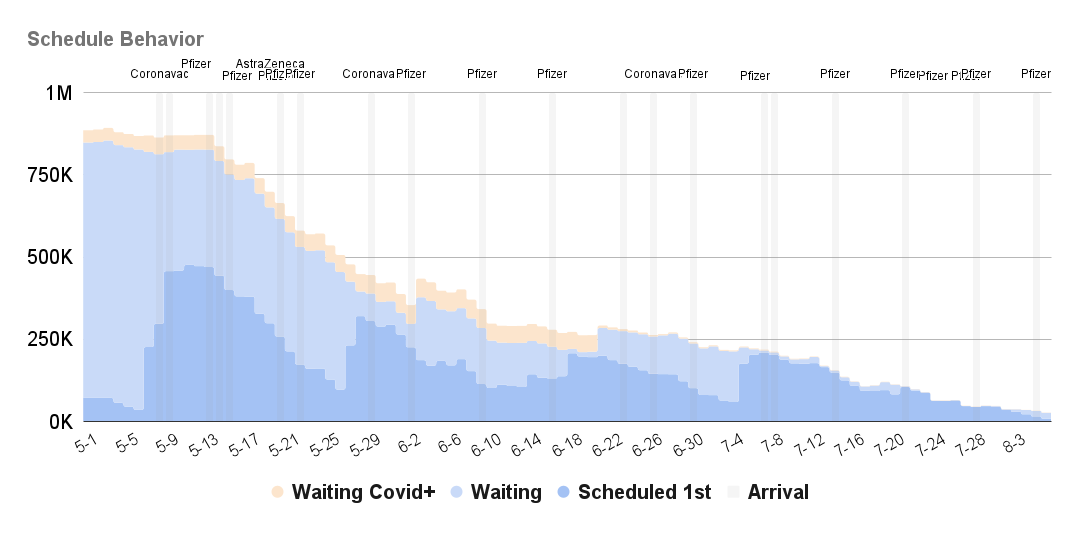 Schedule Behavior
Pfizer AstraZeneca
Coronavac Pfizer Pfizer Coronava Pfizer Pfizer Pfizer Coronava Pfizer Pfizer Pfizer Pfizer Pfizer Pfizer Pfizer
1M
750K
500K
250K
0K
5-1 5-5 5-9 5-13 5-17 5-21 5-25 5-29 6-2 6-6 6-10 6-14 6-18 6-22 6-26 6-30 7-4 7-8 7-12 7-16 7-20 7-24 7-28 8-3
Waiting Covid+ Waiting Scheduled 1st Arrival